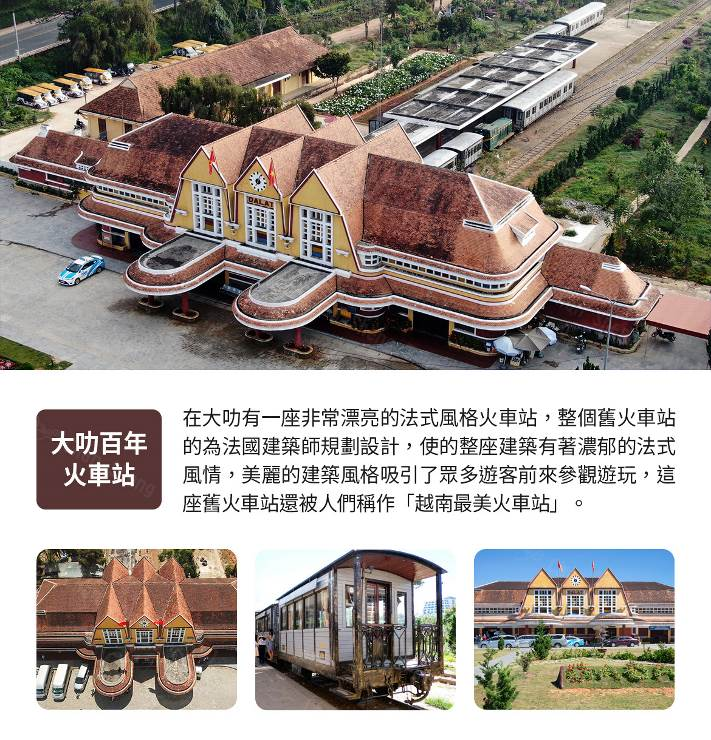 DALAT
大叻百年
火車站
在大叻有一座非常漂亮的法式風格火車站，整個舊火車站
的為法國建築師規劃設計，使的整座建築有著濃郁的法式
風情，美麗的建築風格吸引了眾多遊客前來參觀遊玩，這
座舊火車站還被人們稱作「越南最美火車站」。